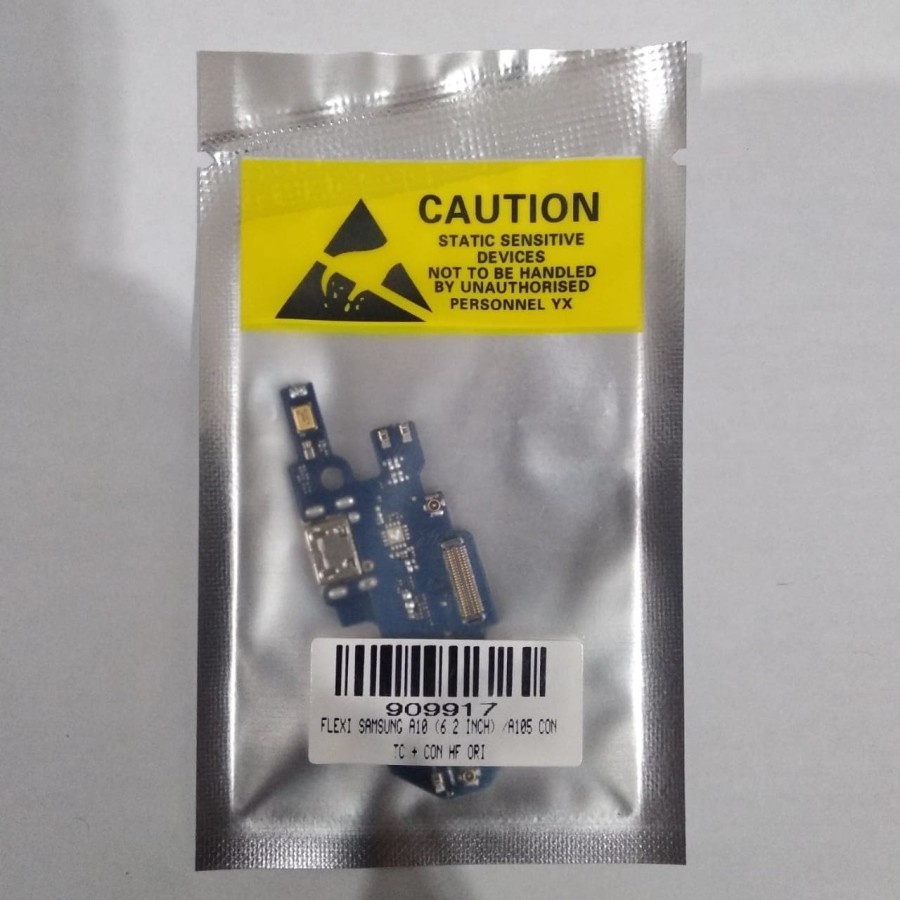 CAUTION
STATIC SENSITIVE
DEVICES
NOT TO BE HANDLED
BY UNAUTHORISED
PERSONNEL YX
909917
FLEXI SAMSUNG A10 (6 2 INCH) /A105 CON
TC + CON HF ORI